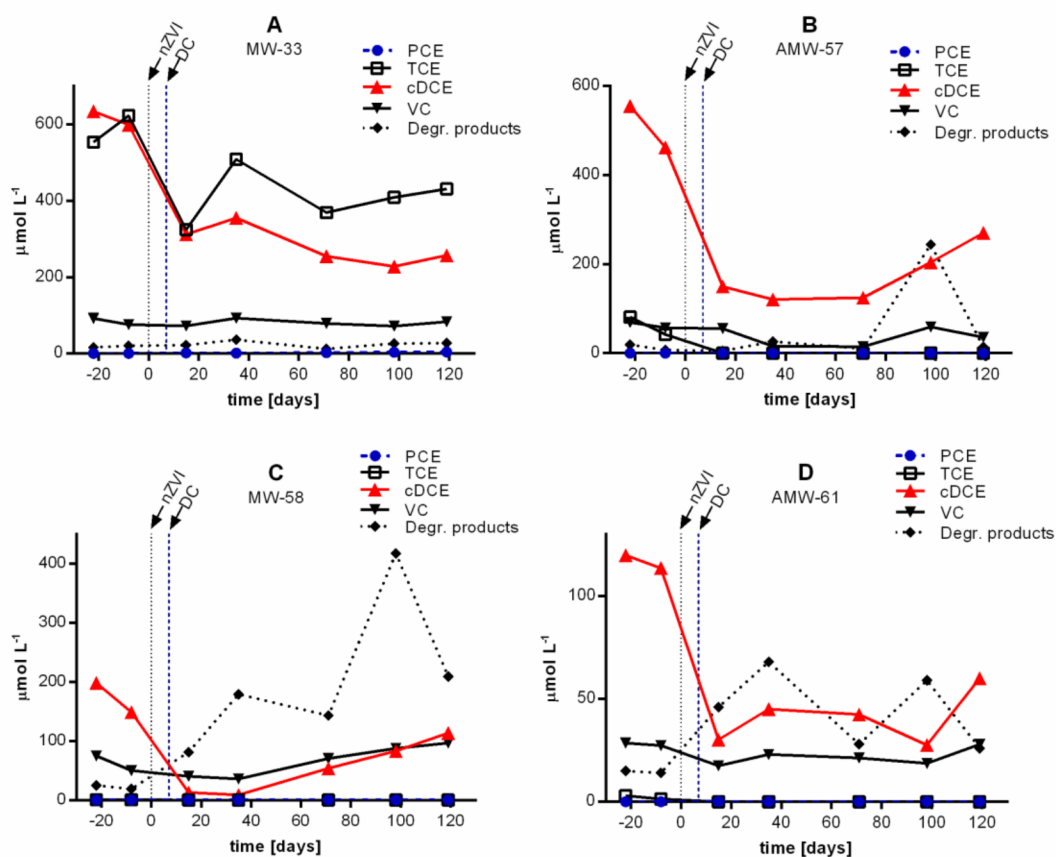 A
MW-33
nZVI
DC
PCE
TCE
cDCE
VC
Degr. products
µmol L-1
600
400
200
0
-20 0 20 40 60 80 100 120
time [days]
B
AMW-57
nZVI
DC
PCE
TCE
cDCE
VC
Degr. products
µmol L-1
600
400
200
0
-20 0 20 40 60 80 100 120
time [days]
C
MW-58
nZVI
DC
PCE
TCE
cDCE
VC
Degr. products
µmol L-1
400
300
200
100
0
-20 0 20 40 60 80 100 120
time [days]
D
AMW-61
nZVI
DC
PCE
TCE
cDCE
VC
Degr. products
µmol L-1
100
50
0
-20 0 20 40 60 80 100 120
time [days]